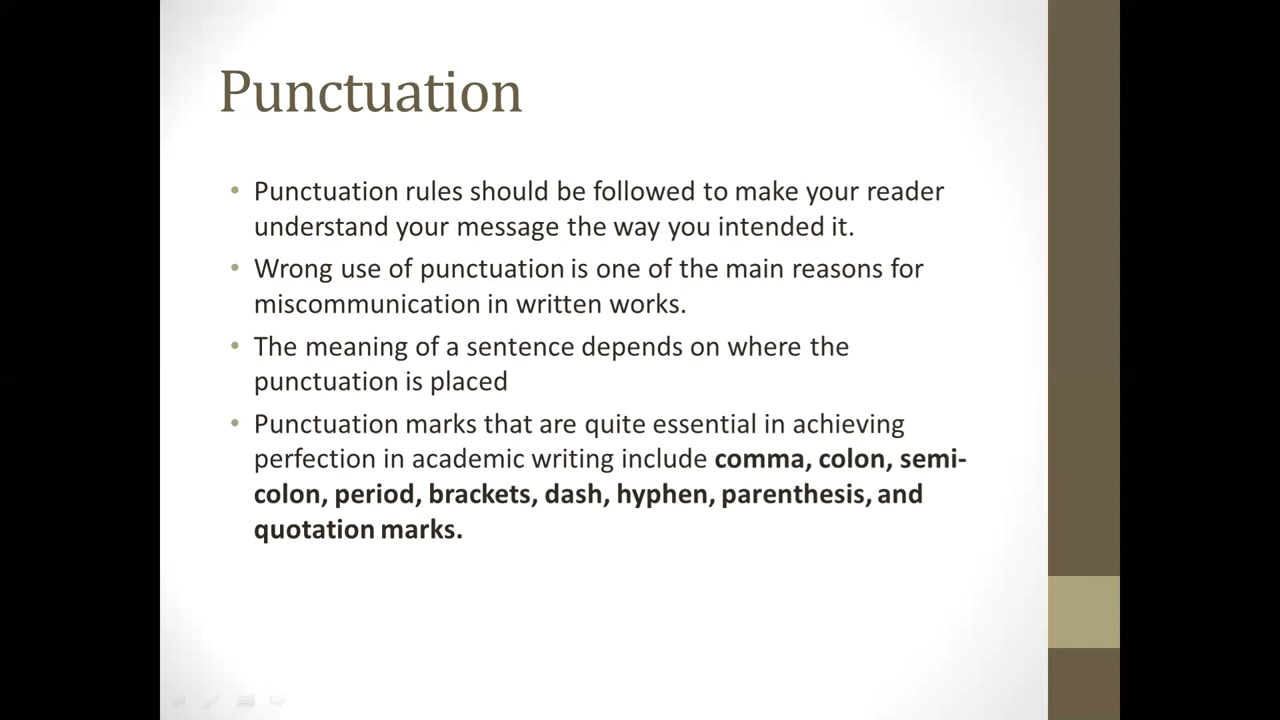 Punctuation
• Punctuation rules should be followed to make your reader
understand your message the way you intended it.
• Wrong use of punctuation is one of the main reasons for
miscommunication in written works.
• The meaning of a sentence depends on where the
punctuation is placed
• Punctuation marks that are quite essential in achieving
perfection in academic writing include comma, colon, semi-
colon, period, brackets, dash, hyphen, parenthesis, and
quotation marks.